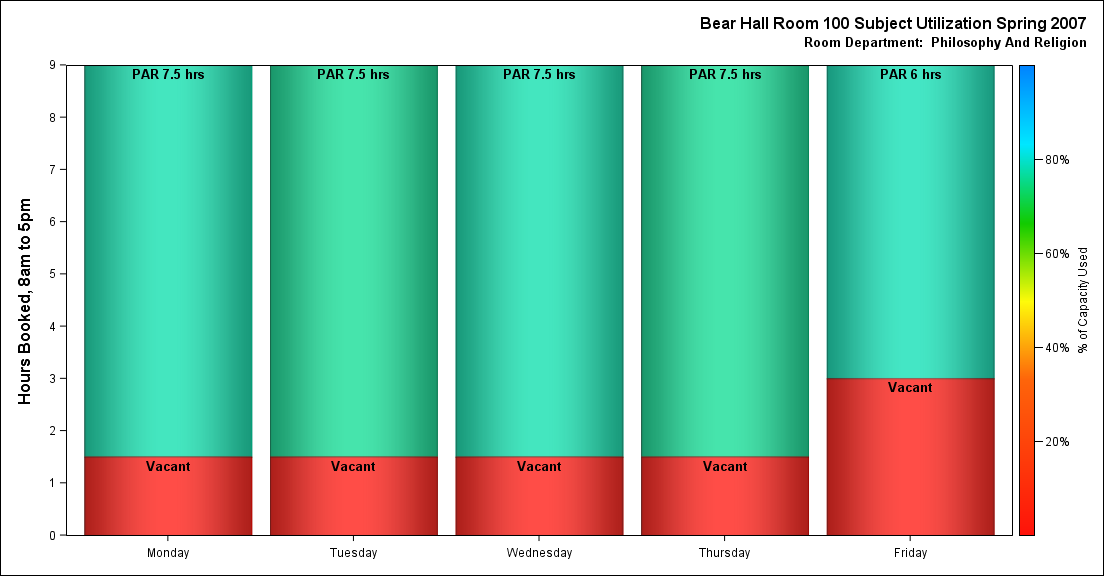 Bear Hall Room 100 Subject Utilization Spring 2007
Room Department:  Philosophy And Religion
Hours Booked, 8am to 5pm
9
8
7
6
5
4
3
2
1
0
PAR 7.5 hrs
PAR 7.5 hrs
PAR 7.5 hrs
PAR 7.5 hrs
PAR 6 hrs
Vacant
Vacant
Vacant
Vacant
Vacant
Monday
Tuesday
Wednesday
Thursday
Friday
80%
60%
40%
20%
% of Capacity Used